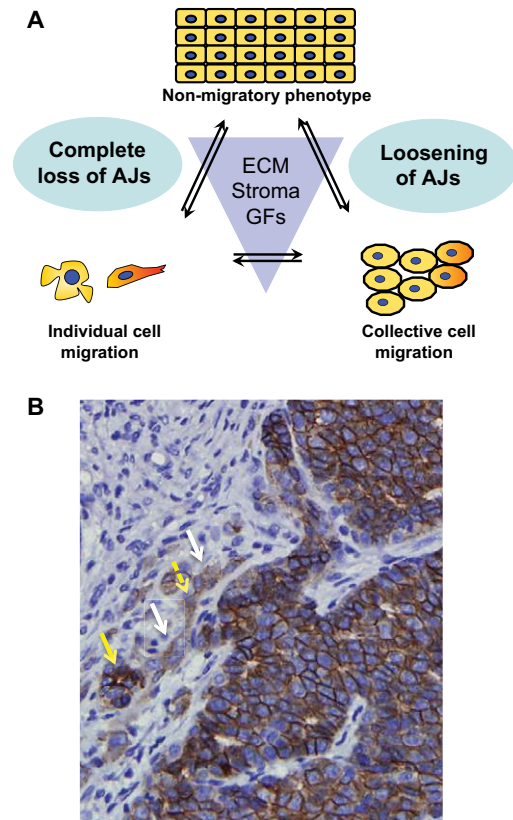 A
Non-migratory phenotype
Complete
loss of AJs
ECM
Stroma
GFs
Loosening
of AJs
Individual cell
migration
Collective cell
migration
B